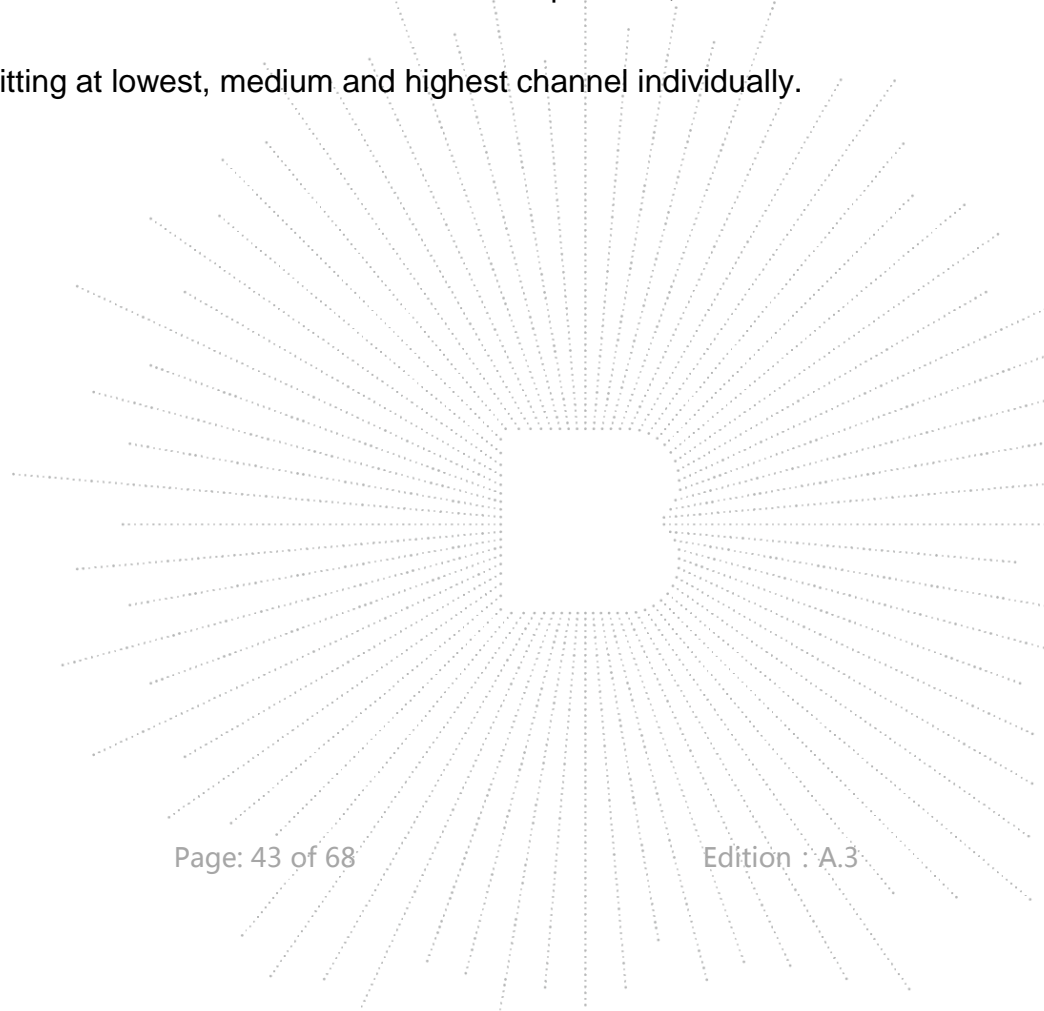 itting at lowest, medium and highest channel individually.
Page: 43 of 68
Edition：A.3